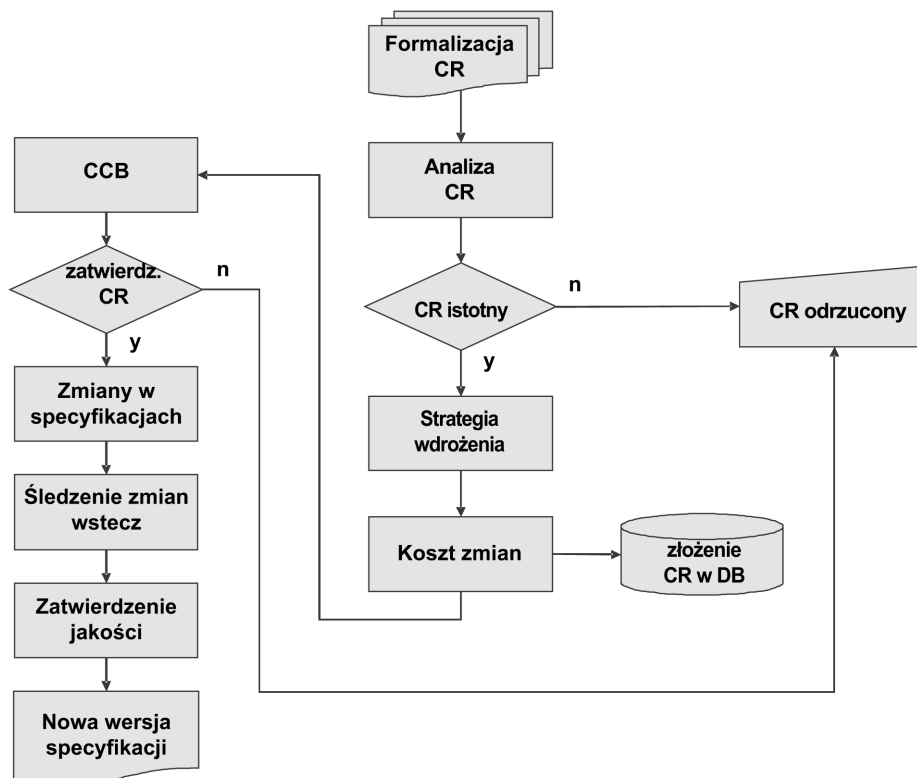 Formalizacja
CR
Analiza
CR
CR istotny
n
CR odrzucony
y
Strategia
wdrożenia
Koszt zmian
złożenie
CR w DB
CCB
zatwierdz.
CR
n
y
Zmiany w
specyfikacjach
Śledzenie zmian
wstecz
Zatwierdzenie
jakości
Nowa wersja
specyfikacji